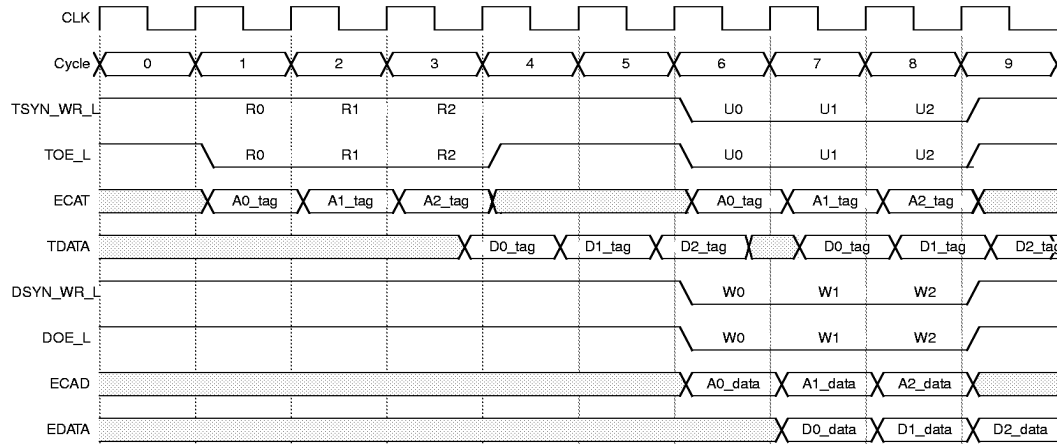 CLK
Cycle 0 1 2 3 4 5 6 7 8 9
TSYN_WR_L R0 R1 R2 U0 U1 U2
TOE_L R0 R1 R2 U0 U1 U2
ECAT A0_tag A1_tag A2_tag A0_tag A1_tag A2_tag
TDATA D0_tag D1_tag D2_tag D0_tag D1_tag D2_tag
DSYN_WR_L W0 W1 W2
DOE_L W0 W1 W2
ECAD A0_data A1_data A2_data
EDATA D0_data D1_data D2_data